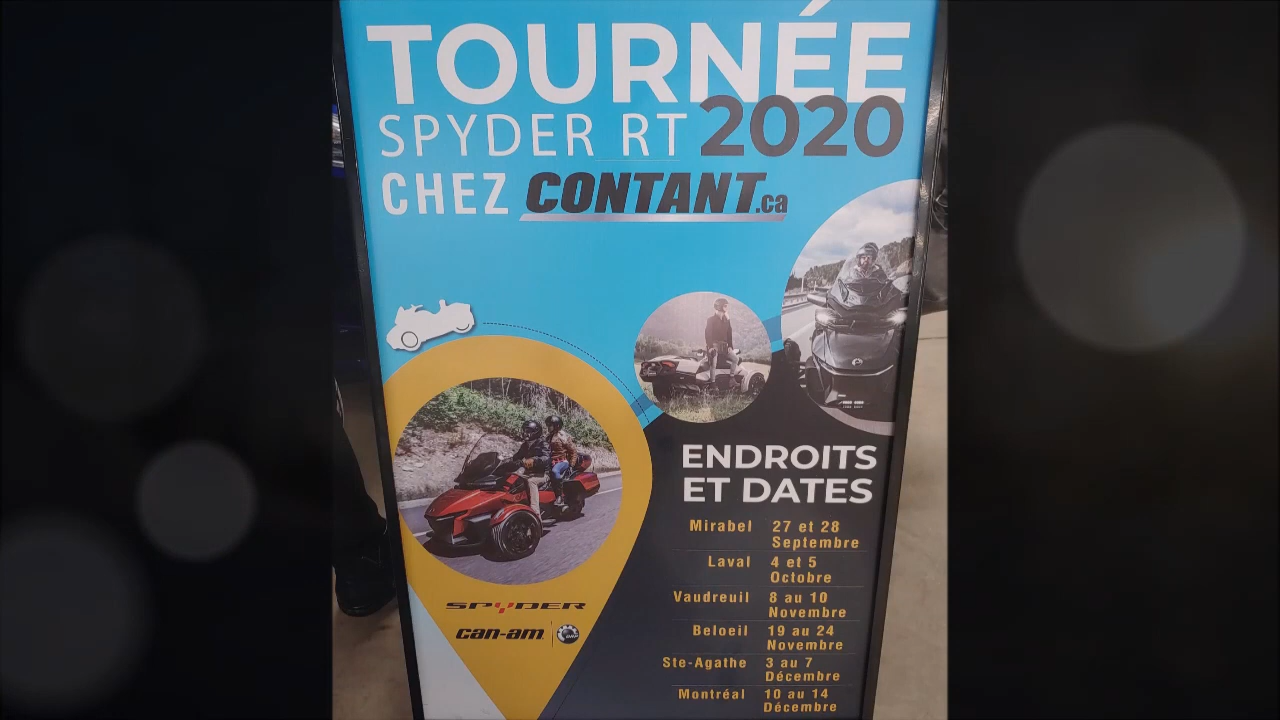 TOURNÉE
SPYDER RT 2020
CHEZ CONTANT.ca
ENDROITS
ET DATES
Mirabel 27 et 28
Septembre
Laval 4 et 5
Octobre
Vaudreuil 8 au 10
Novembre
Beloeil 19 au 24
Novembre
Ste-Agathe 3 au 7
Décembre
Montréal 10 au 14
Décembre
SPYDER
can-am